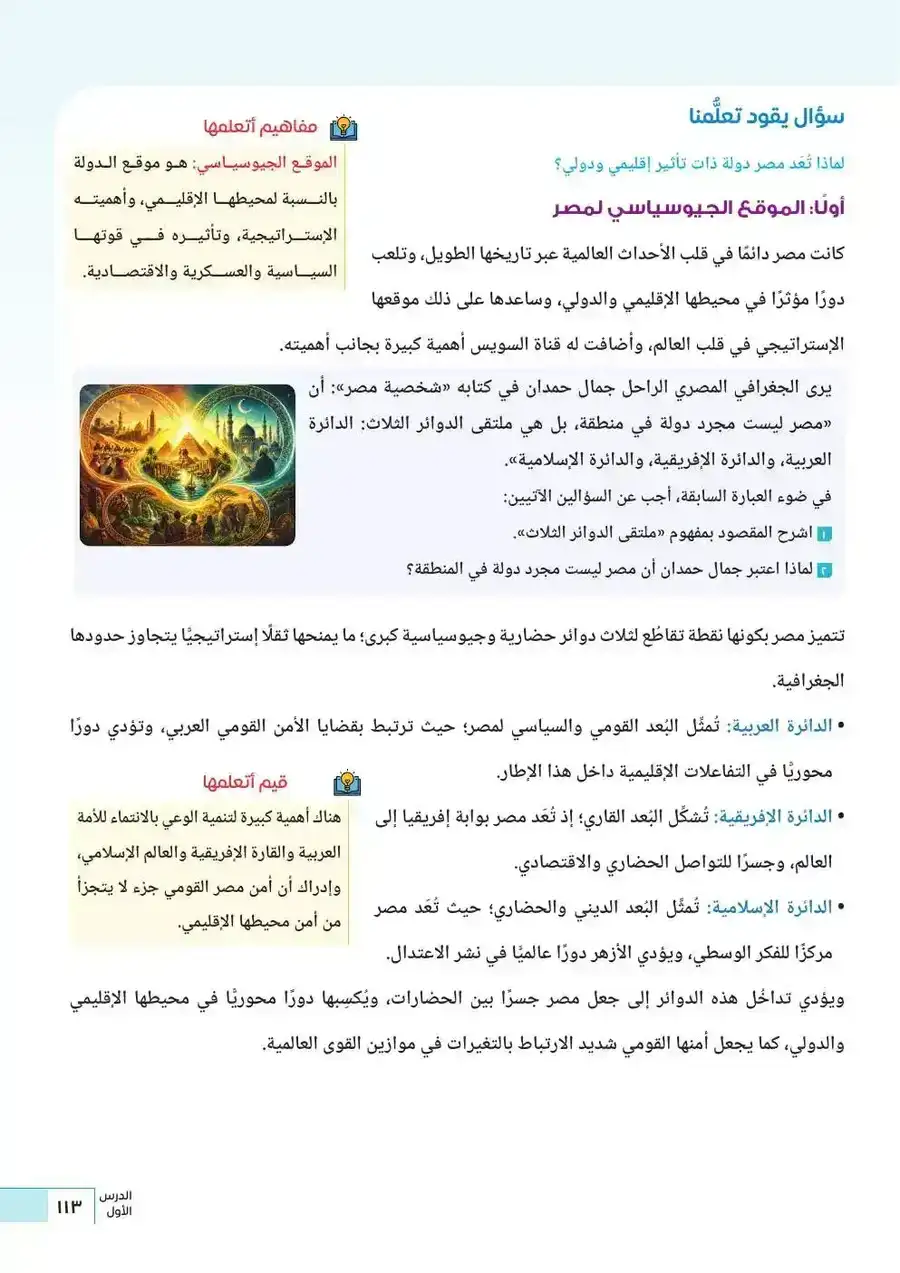 سؤال يقود تعلُّمنا
لماذا تُعَد مصر دولة ذات تأثير إقليمي ودولي؟
أولًا: الموقع الجيوسياسي لمصر
كانت مصر دائمًا في قلب الأحداث العالمية عبر تاريخها الطويل، وتلعب
دورًا مؤثرًا في محيطها الإقليمي والدولي، وساعدها على ذلك موقعها
الإستراتيجي في قلب العالم، وأضافت له قناة السويس أهمية كبيرة بجانب أهميته.
مفاهيم أتعلمها
الموقع الجيوسياسي: هو موقع الدولة
بالنسبة لمحيطها الإقليمي، وأهميته
الإستراتيجية، وتأثيره في قوتها
السياسية والعسكرية والاقتصادية.
يرى الجغرافي المصري الراحل جمال حمدان في كتابه «شخصية مصر»: أن
«مصر ليست مجرد دولة في منطقة، بل هي ملتقى الدوائر الثلاث: الدائرة
العربية، والدائرة الإفريقية، والدائرة الإسلامية».
في ضوء العبارة السابقة، أجب عن السؤالين الآتيين:
١ اشرح المقصود بمفهوم «ملتقى الدوائر الثلاث».
٢ لماذا اعتبر جمال حمدان أن مصر ليست مجرد دولة في المنطقة؟
تتميز مصر بكونها نقطة تقاطُع لثلاث دوائر حضارية وجيوسياسية كبرى؛ ما يمنحها ثقلًا إستراتيجيًّا يتجاوز حدودها
الجغرافية.
• الدائرة العربية: تُمثِّل البُعد القومي والسياسي لمصر؛ حيث ترتبط بقضايا الأمن القومي العربي، وتؤدي دورًا
محوريًّا في التفاعلات الإقليمية داخل هذا الإطار.
• الدائرة الإفريقية: تُشكِّل البُعد القاري؛ إذ تُعَد مصر بوابة إفريقيا إلى
العالم، وجسرًا للتواصل الحضاري والاقتصادي.
• الدائرة الإسلامية: تُمثِّل البُعد الديني والحضاري؛ حيث تُعَد مصر
مركزًا للفكر الوسطي، ويؤدي الأزهر دورًا عالميًّا في نشر الاعتدال.
قيم أتعلمها
هناك أهمية كبيرة لتنمية الوعي بالانتماء للأمة
العربية والقارة الإفريقية والعالم الإسلامي،
وإدراك أن أمن مصر القومي جزء لا يتجزأ
من أمن محيطها الإقليمي.
ويؤدي تداخُل هذه الدوائر إلى جعل مصر جسرًا بين الحضارات، ويُكسِبها دورًا محوريًّا في محيطها الإقليمي
والدولي، كما يجعل أمنها القومي شديد الارتباط بالتغيرات في موازين القوى العالمية.
الدرس
الأول
١١٣